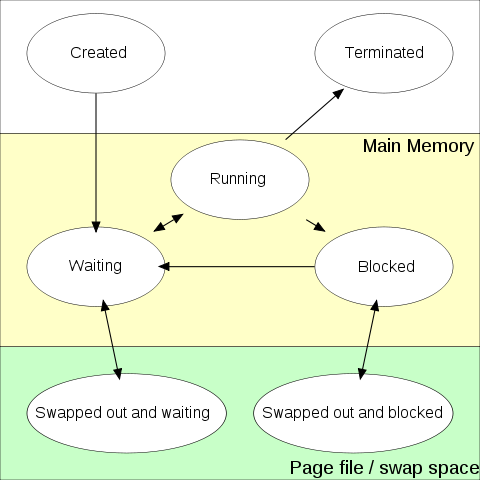 Created
Terminated
Main Memory
Running
Waiting
Blocked
Swapped out and waiting
Swapped out and blocked
Page file / swap space